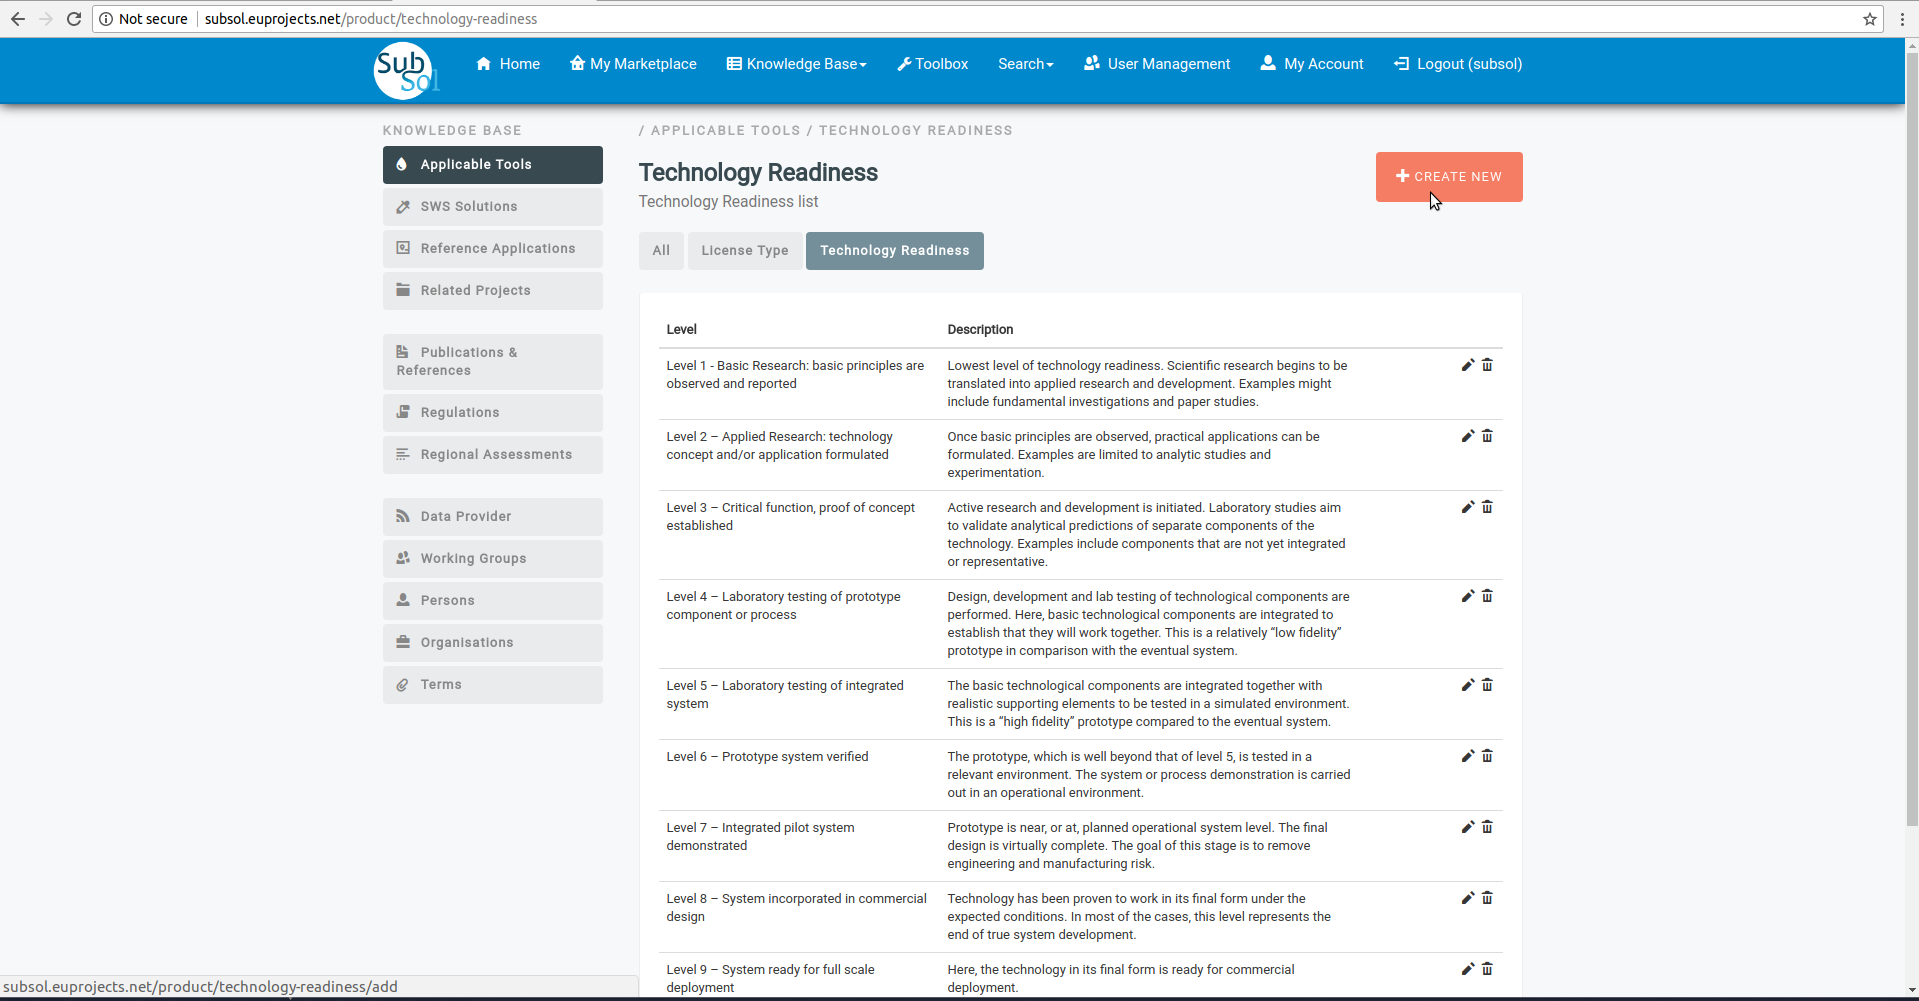 Not secure | subsol.euprojects.net/product/technology-readiness
Sub
Sol
Home
My Marketplace
Knowledge Base
Toolbox
Search
User Management
My Account
Logout (subsol)
KNOWLEDGE BASE
Applicable Tools
SWS Solutions
Reference Applications
Related Projects
Publications &
References
Regulations
Regional Assessments
Data Provider
Working Groups
Persons
Organisations
Terms
/ APPLICABLE TOOLS / TECHNOLOGY READINESS
Technology Readiness
Technology Readiness list
CREATE NEW
All
License Type
Technology Readiness
Level
Description
Level 1 - Basic Research: basic principles are
observed and reported
Lowest level of technology readiness. Scientific research begins to be
translated into applied research and development. Examples might
include fundamental investigations and paper studies.
Level 2 – Applied Research: technology
concept and/or application formulated
Once basic principles are observed, practical applications can be
formulated. Examples are limited to analytic studies and
experimentation.
Level 3 – Critical function, proof of concept
established
Active research and development is initiated. Laboratory studies aim
to validate analytical predictions of separate components of the
technology. Examples include components that are not yet integrated
or representative.
Level 4 – Laboratory testing of prototype
component or process
Design, development and lab testing of technological components are
performed. Here, basic technological components are integrated to
establish that they will work together. This is a relatively “low fidelity”
prototype in comparison with the eventual system.
Level 5 – Laboratory testing of integrated
system
The basic technological components are integrated together with
realistic supporting elements to be tested in a simulated environment.
This is a “high fidelity” prototype compared to the eventual system.
Level 6 – Prototype system verified
The prototype, which is well beyond that of level 5, is tested in a
relevant environment. The system or process demonstration is carried
out in an operational environment.
Level 7 – Integrated pilot system
demonstrated
Prototype is near, or at, planned operational system level. The final
design is virtually complete. The goal of this stage is to remove
engineering and manufacturing risk.
Level 8 – System incorporated in commercial
design
Technology has been proven to work in its final form under the
expected conditions. In most of the cases, this level represents the
end of true system development.
Level 9 – System ready for full scale
deployment
Here, the technology in its final form is ready for commercial
deployment.
subsol.euprojects.net/product/technology-readiness/add